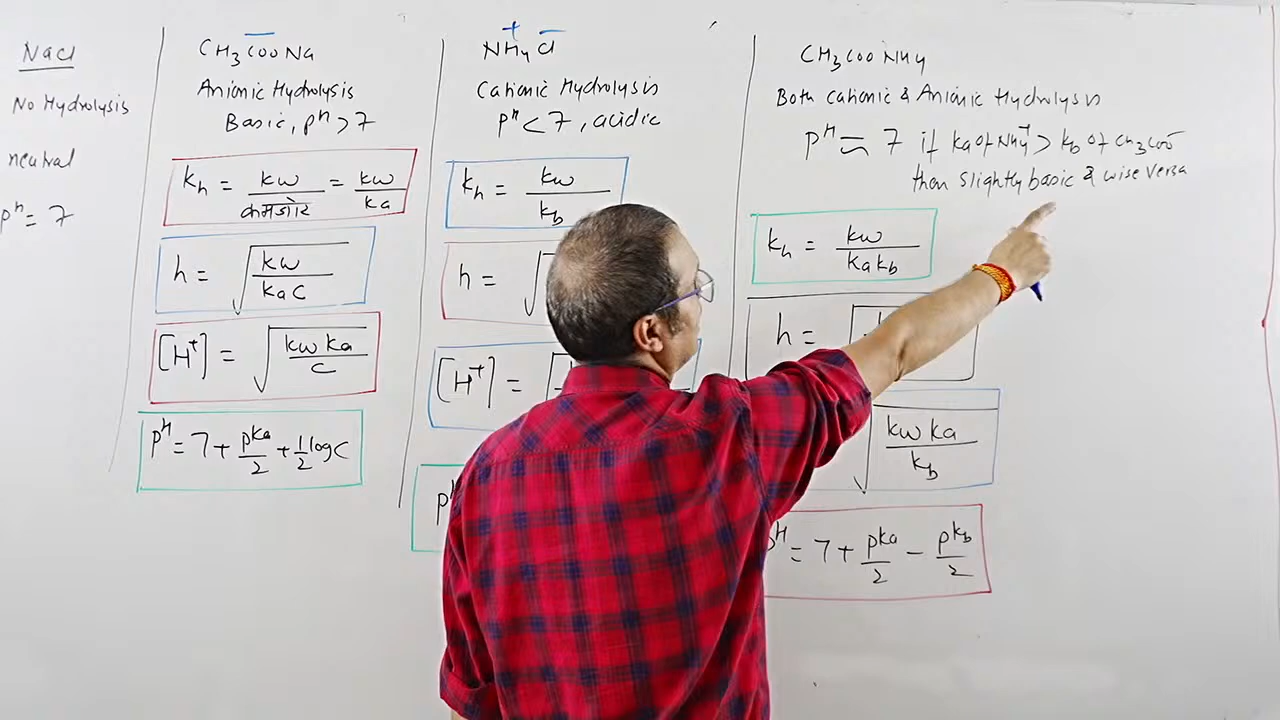 NaCl
No Hydrolysis
neutral
pH = 7
CH3COONa
Anionic Hydrolysis
Basic, pH > 7
kh = kw/कमजोर = kw/ka
h = √(kw/ka c)
[H+] = √(kw ka/c)
pH = 7 + pka/2 + 1/2 log C
+ −
NH4Cl
Cationic Hydrolysis
pH < 7, acidic
kh = kw/kb
h = √
[H+] = √
pH
CH3COONH4
Both Cationic & Anionic Hydrolysis
pH ≈ 7 if ka of NH4+ > kb of CH3COO−
then slightly basic & wise versa
kh = kw/ka kb
h = √
√(kw ka/kb)
pH = 7 + pka/2 − pkb/2